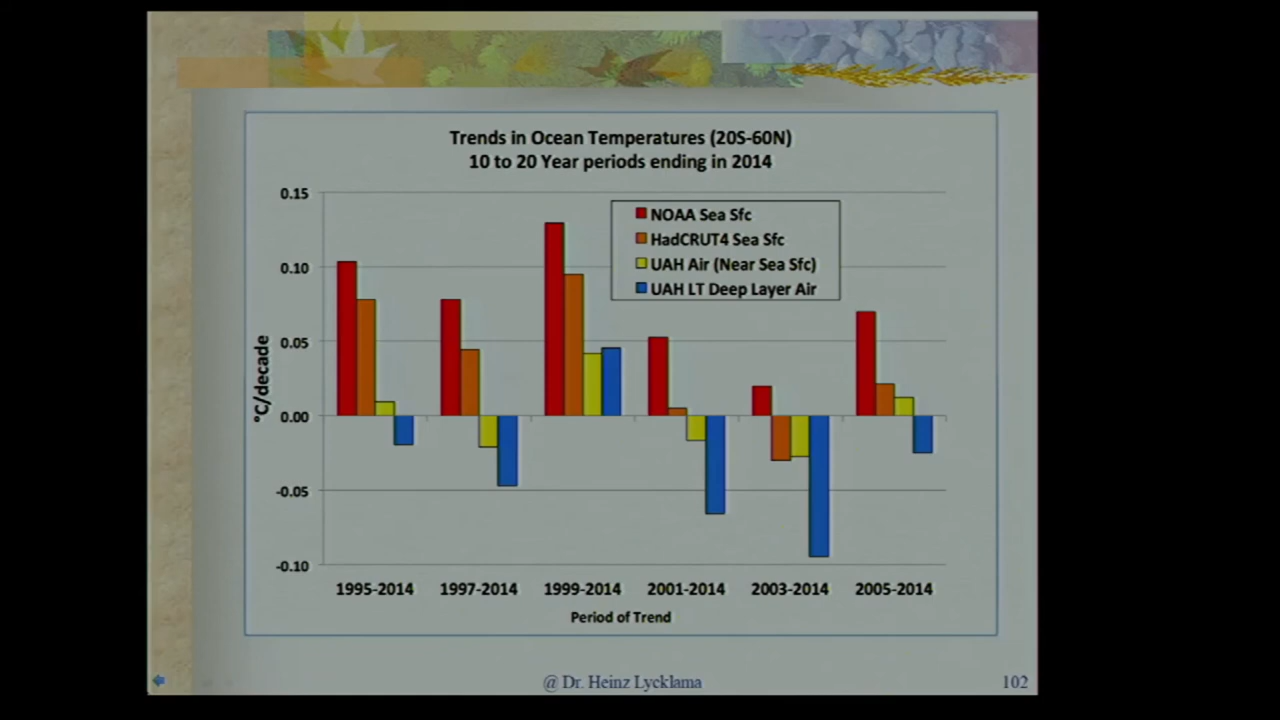 Trends in Ocean Temperatures (20S-60N)
10 to 20 Year periods ending in 2014
0.15
0.10
0.05
0.00
-0.05
-0.10
°C/decade
NOAA Sea Sfc
HadCRUT4 Sea Sfc
UAH Air (Near Sea Sfc)
UAH LT Deep Layer Air
1995-2014 1997-2014 1999-2014 2001-2014 2003-2014 2005-2014
Period of Trend
@ Dr. Heinz Lycklama
102